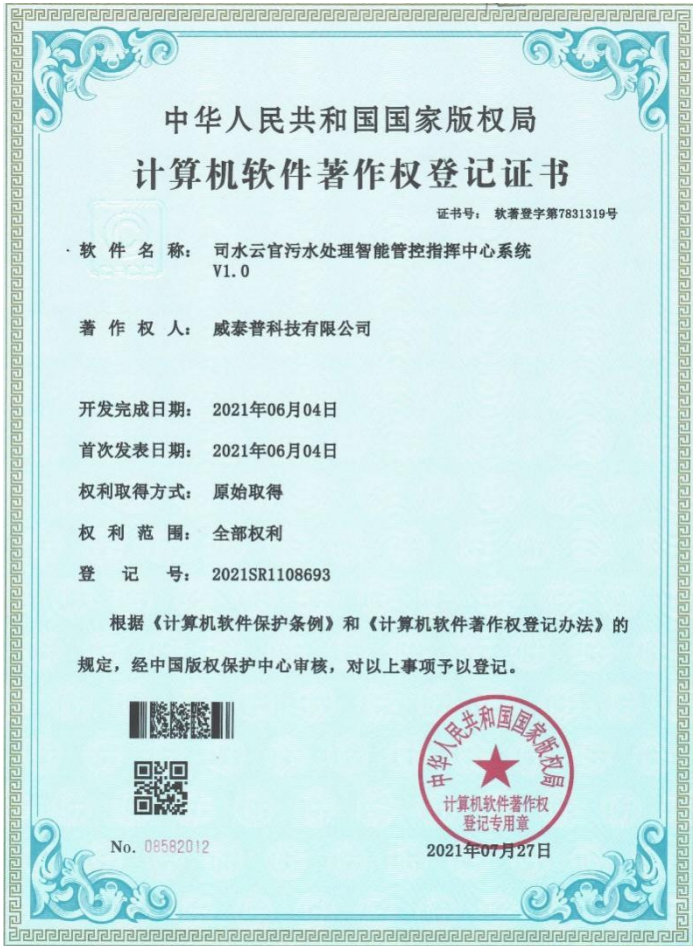 中华人民共和国国家版权局
计算机软件著作权登记证书
证书号: 软著登字第7831319号
软件名称: 司水云官污水处理智能管控指挥中心系统
V1.0
著作权人: 威泰普科技有限公司
开发完成日期: 2021年06月04日
首次发表日期: 2021年06月04日
权利取得方式: 原始取得
权利范围: 全部权利
登记号: 2021SR1108693
根据《计算机软件保护条例》和《计算机软件著作权登记办法》的
规定，经中国版权保护中心审核，对以上事项予以登记。
中华人民共和国国家版权局
计算机软件著作权
登记专用章
No. 08582012
2021年07月27日